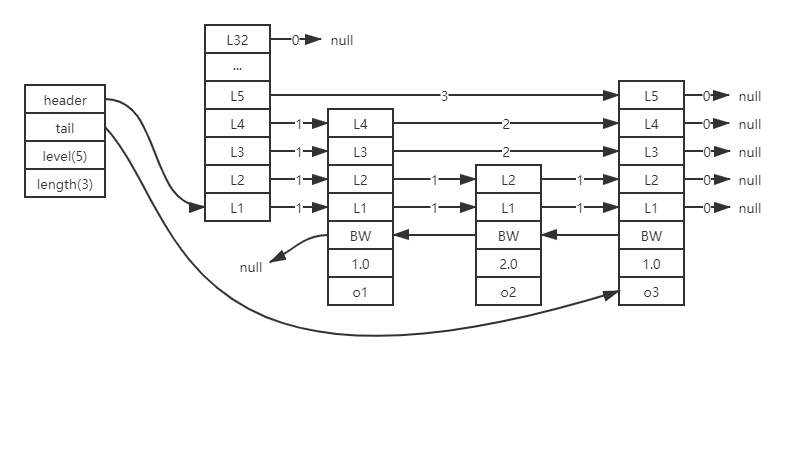 L32 0 null
...
L5 3 L5 0 null
header
L4 1 L4 2 L4 0 null
tail
L3 1 L3 2 L3 0 null
level(5)
L2 1 L2 1 L2 1 L2 0 null
length(3)
L1 1 L1 1 L1 1 L1 0 null
BW BW BW
null
1.0 2.0 1.0
o1 o2 o3